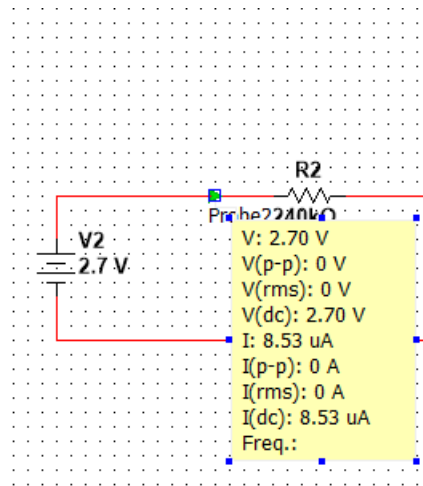 R2
Probe2240kΩ
V2
2.7 V
V: 2.70 V
V(p-p): 0 V
V(rms): 0 V
V(dc): 2.70 V
I: 8.53 uA
I(p-p): 0 A
I(rms): 0 A
I(dc): 8.53 uA
Freq.: